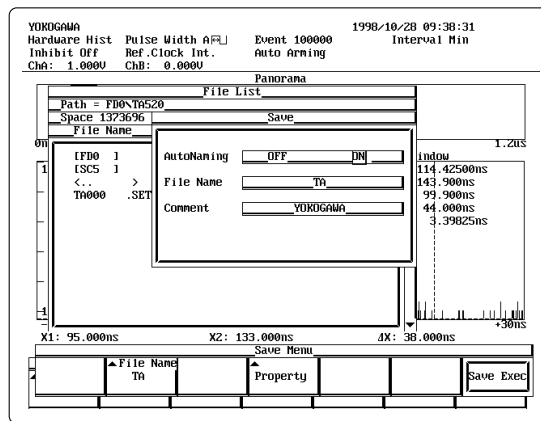 YOKOGAWA 1998/10/28 09:38:31
Hardware Hist Pulse Width A Event 100000 Interval Min
Inhibit Off Ref.Clock Int. Auto Arming
ChA: 1.000V ChB: 0.000V
Panorama
File List
Path = FD0\TA520
Space 1373696 Save
File Name
0n 1.2us
[FD0 ] AutoNaming OFF ON indow
1 [SC5 ] 114.42500ns
<.. > File Name TA 143.900ns
TA000 .SET 99.900ns
Comment YOKOGAWA 44.000ns
3.39825ns
1
+30ns
X1: 95.000ns X2: 133.000ns ΔX: 38.000ns
Save Menu
File Name
TA Property Save Exec